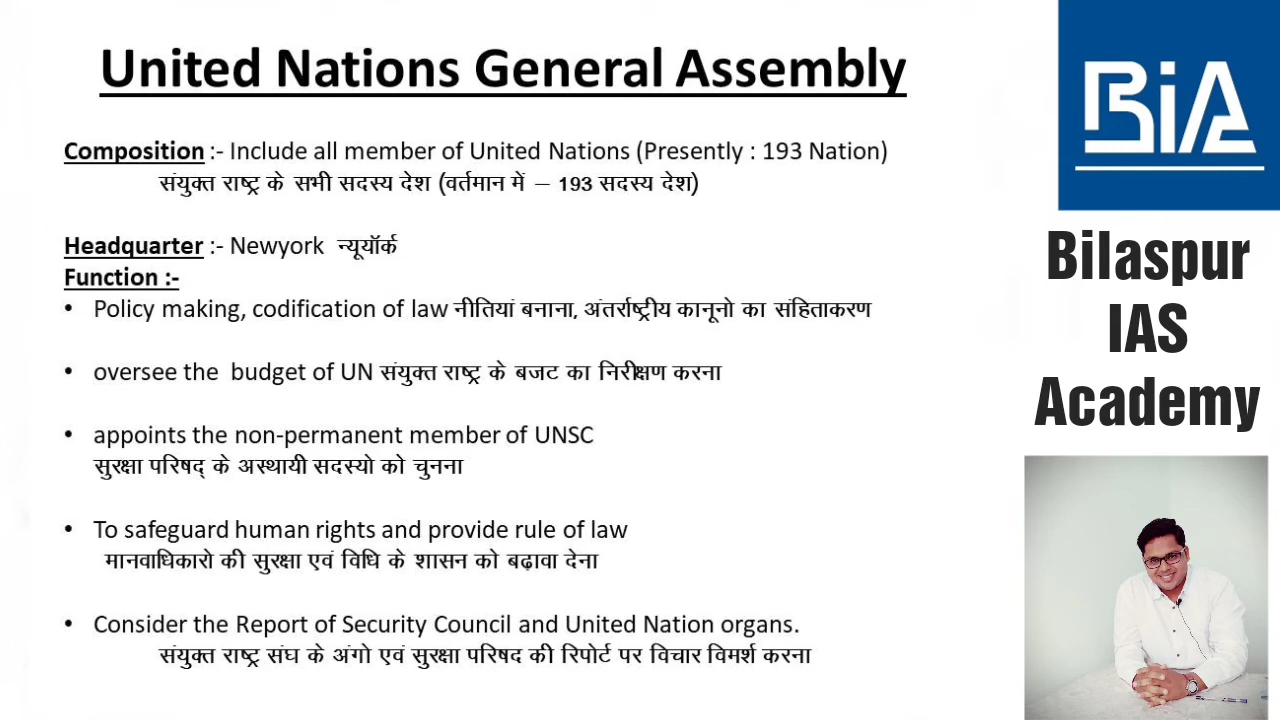 United Nations General Assembly
Composition :- Include all member of United Nations (Presently : 193 Nation)
संयुक्त राष्ट्र के सभी सदस्य देश (वर्तमान में – 193 सदस्य देश)
Headquarter :- Newyork न्यूयॉर्क
Function :-
• Policy making, codification of law नीतियां बनाना, अंतर्राष्ट्रीय कानूनो का संहिताकरण
• oversee the budget of UN संयुक्त राष्ट्र के बजट का निरीक्षण करना
• appoints the non-permanent member of UNSC
सुरक्षा परिषद् के अस्थायी सदस्यो को चुनना
• To safeguard human rights and provide rule of law
मानवाधिकारो की सुरक्षा एवं विधि के शासन को बढ़ावा देना
• Consider the Report of Security Council and United Nation organs.
संयुक्त राष्ट्र संघ के अंगो एवं सुरक्षा परिषद की रिपोर्ट पर विचार विमर्श करना
BiA
Bilaspur
IAS
Academy